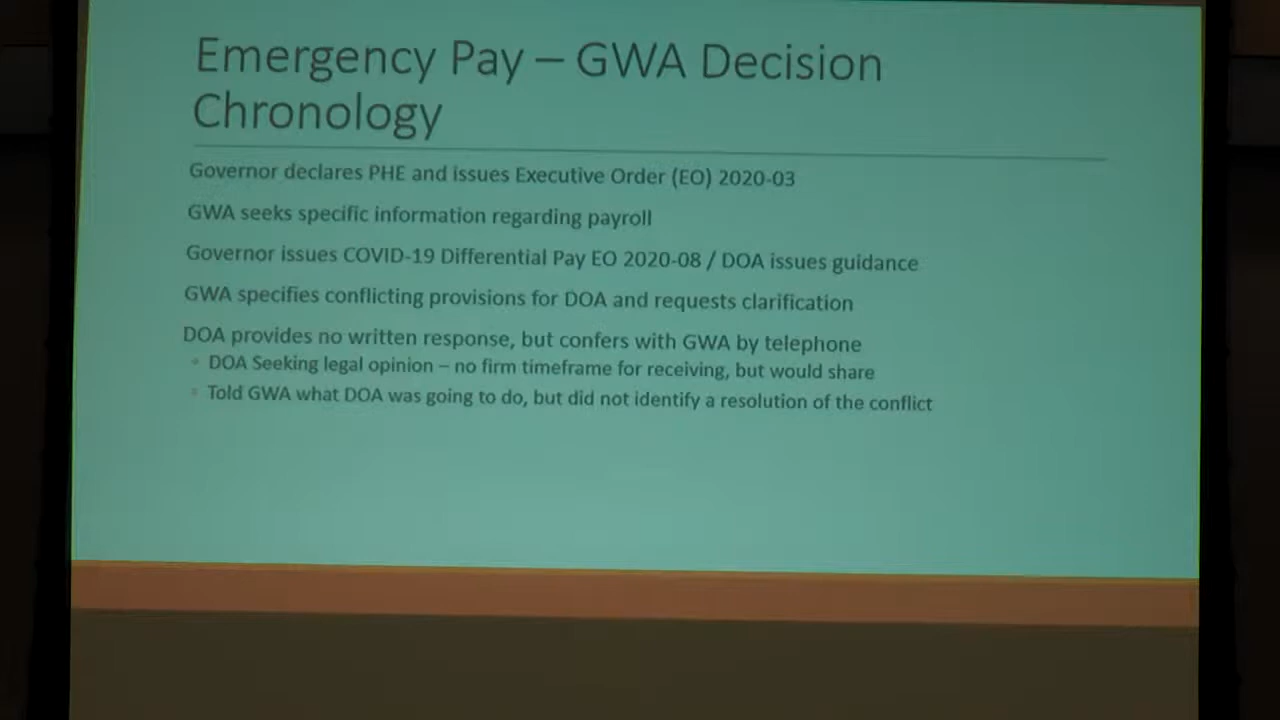 Emergency Pay – GWA Decision
Chronology
Governor declares PHE and issues Executive Order (EO) 2020-03
GWA seeks specific information regarding payroll
Governor issues COVID-19 Differential Pay EO 2020-08 / DOA issues guidance
GWA specifies conflicting provisions for DOA and requests clarification
DOA provides no written response, but confers with GWA by telephone
DOA Seeking legal opinion – no firm timeframe for receiving, but would share
Told GWA what DOA was going to do, but did not identify a resolution of the conflict